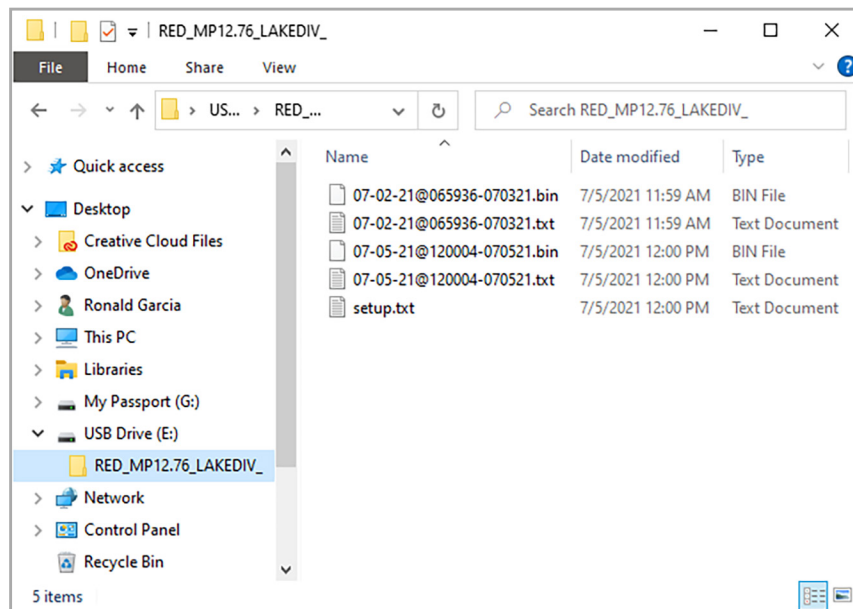 RED_MP12.76_LAKEDIV_
File Home Share View
?
US... RED_... Search RED_MP12.76_LAKEDIV_
Name Date modified Type
Quick access
Desktop
Creative Cloud Files
OneDrive
Ronald Garcia
This PC
Libraries
My Passport (G:)
USB Drive (E:)
RED_MP12.76_LAKEDIV_
Network
Control Panel
Recycle Bin
07-02-21@065936-070321.bin 7/5/2021 11:59 AM BIN File
07-02-21@065936-070321.txt 7/5/2021 11:59 AM Text Document
07-05-21@120004-070521.bin 7/5/2021 12:00 PM BIN File
07-05-21@120004-070521.txt 7/5/2021 12:00 PM Text Document
setup.txt 7/5/2021 12:00 PM Text Document
5 items